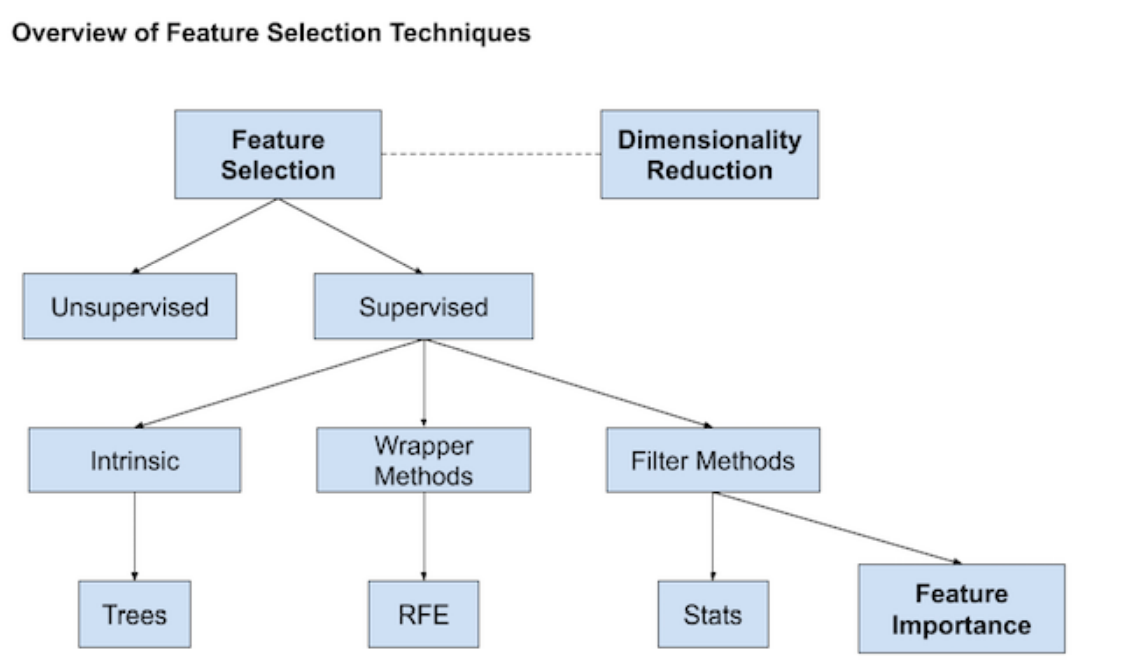 Overview of Feature Selection Techniques
Feature
Selection
Dimensionality
Reduction
Unsupervised
Supervised
Intrinsic
Wrapper
Methods
Filter Methods
Trees
RFE
Stats
Feature
Importance